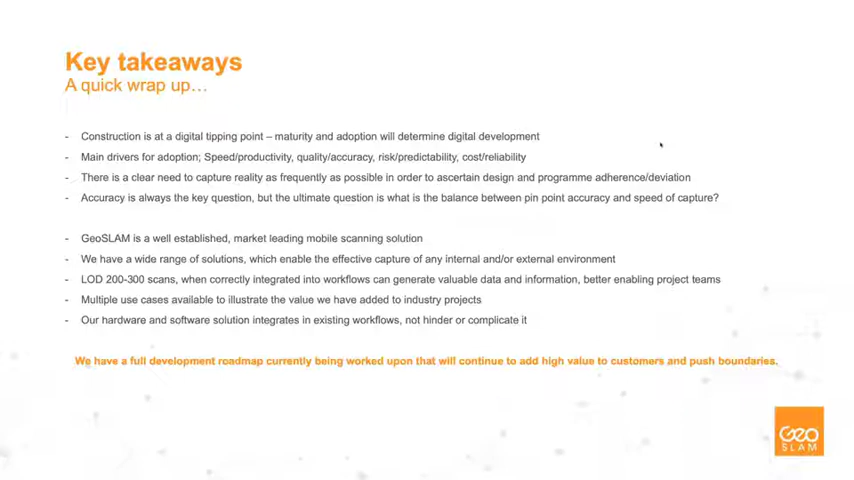 Key takeaways
A quick wrap up…
- Construction is at a digital tipping point – maturity and adoption will determine digital development
- Main drivers for adoption; Speed/productivity, quality/accuracy, risk/predictability, cost/reliability
- There is a clear need to capture reality as frequently as possible in order to ascertain design and programme adherence/deviation
- Accuracy is always the key question, but the ultimate question is what is the balance between pin point accuracy and speed of capture?
- GeoSLAM is a well established, market leading mobile scanning solution
- We have a wide range of solutions, which enable the effective capture of any internal and/or external environment
- LOD 200-300 scans, when correctly integrated into workflows can generate valuable data and information, better enabling project teams
- Multiple use cases available to illustrate the value we have added to industry projects
- Our hardware and software solution integrates in existing workflows, not hinder or complicate it
We have a full development roadmap currently being worked upon that will continue to add high value to customers and push boundaries.
Geo
SLAM